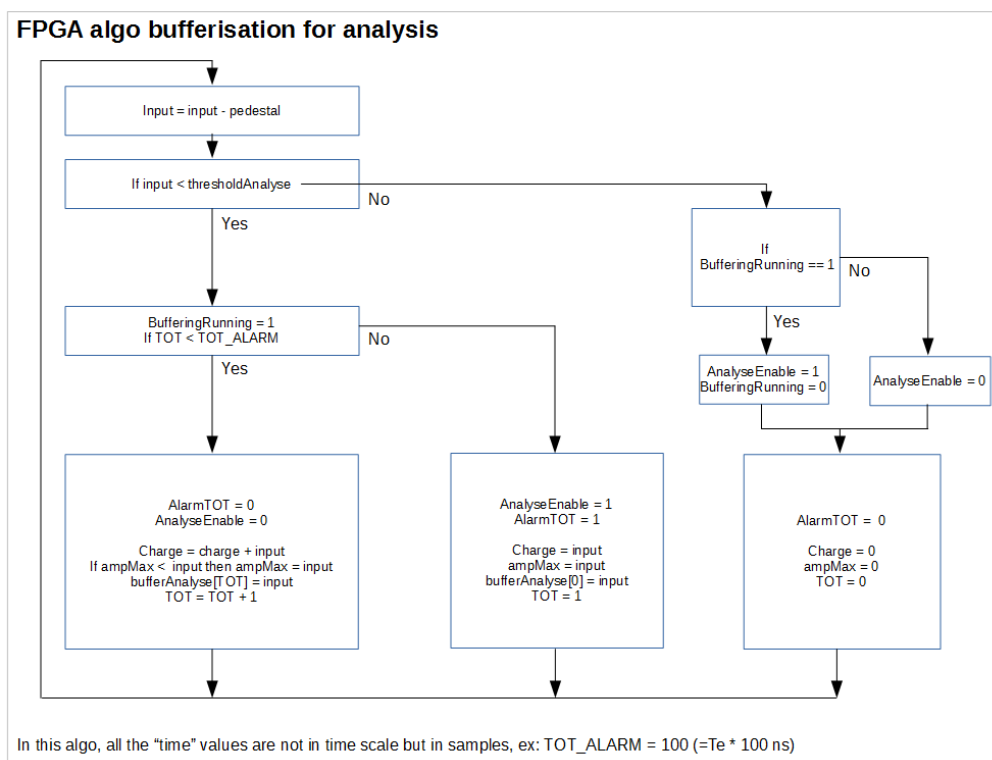 FPGA algo bufferisation for analysis
Input = input - pedestal
If input < thresholdAnalyse
No
Yes
If
BufferingRunning == 1
No
Yes
BufferingRunning = 1
If TOT < TOT_ALARM
No
Yes
AnalyseEnable = 1
BufferingRunning = 0
AnalyseEnable = 0
AlarmTOT = 0
AnalyseEnable = 0
Charge = charge + input
If ampMax < input then ampMax = input
bufferAnalyse[TOT] = input
TOT = TOT + 1
AnalyseEnable = 1
AlarmTOT = 1
Charge = input
ampMax = input
bufferAnalyse[0] = input
TOT = 1
AlarmTOT = 0
Charge = 0
ampMax = 0
TOT = 0
In this algo, all the “time” values are not in time scale but in samples, ex: TOT_ALARM = 100 (=Te * 100 ns)